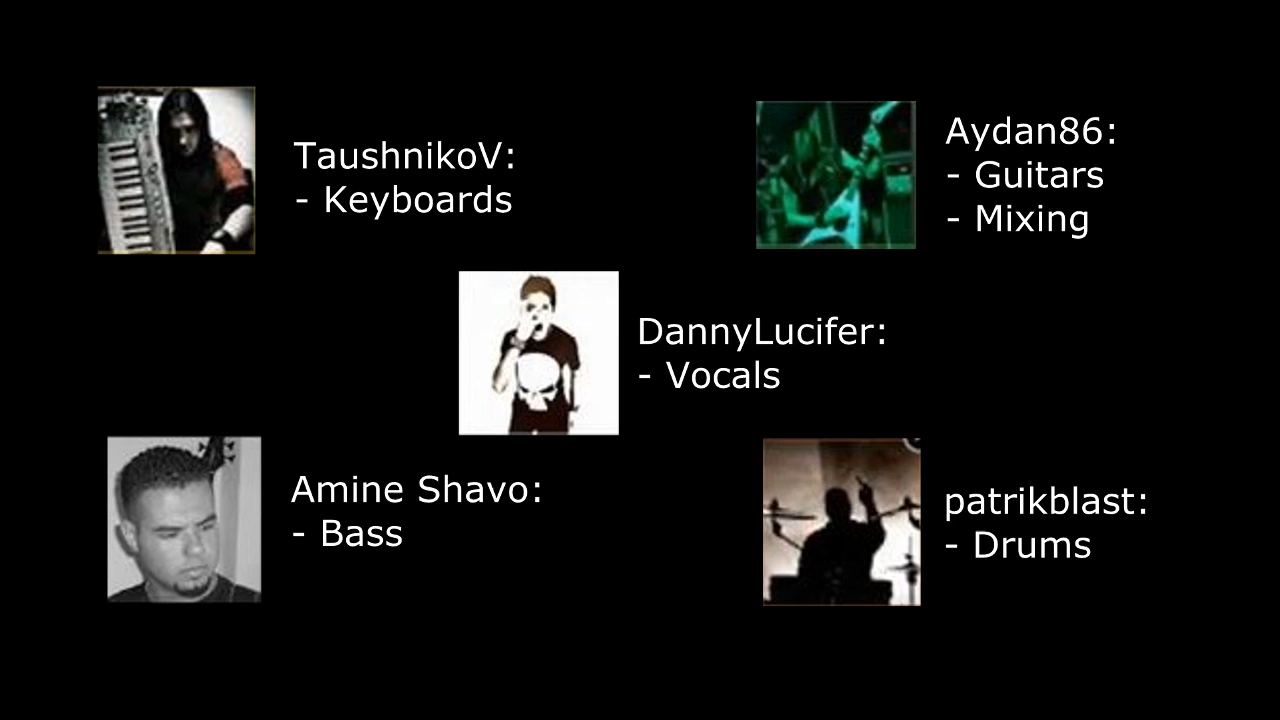 TaushnikoV:
- Keyboards
Aydan86:
- Guitars
- Mixing
DannyLucifer:
- Vocals
Amine Shavo:
- Bass
patrikblast:
- Drums